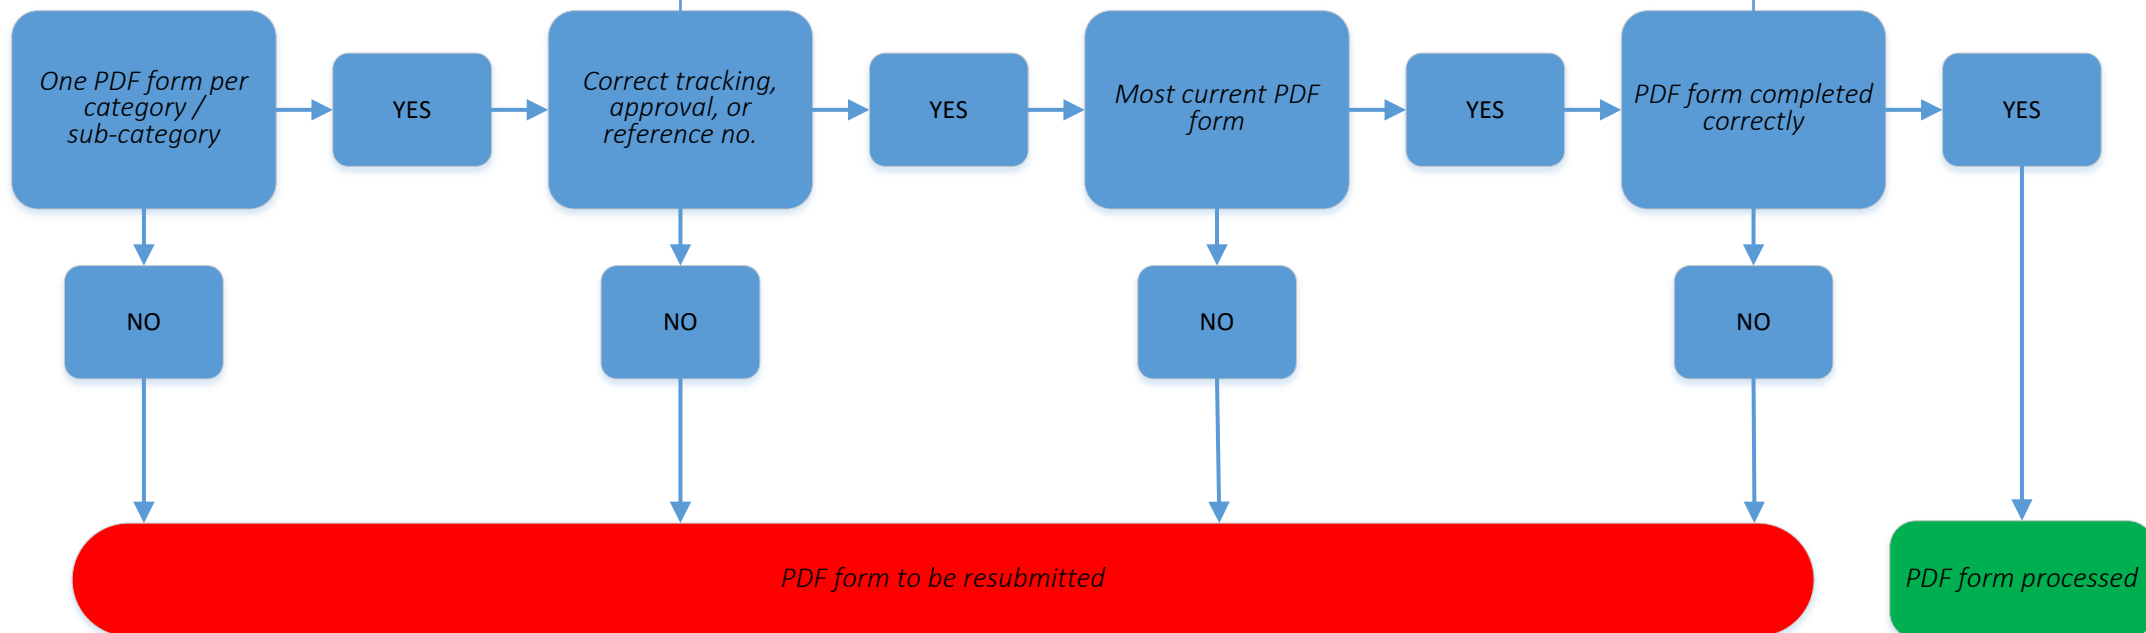 One PDF form per
category /
sub-category
YES
Correct tracking,
approval, or
reference no.
YES
Most current PDF
form
YES
PDF form completed
correctly
YES
NO
NO
NO
NO
PDF form to be resubmitted
PDF form processed